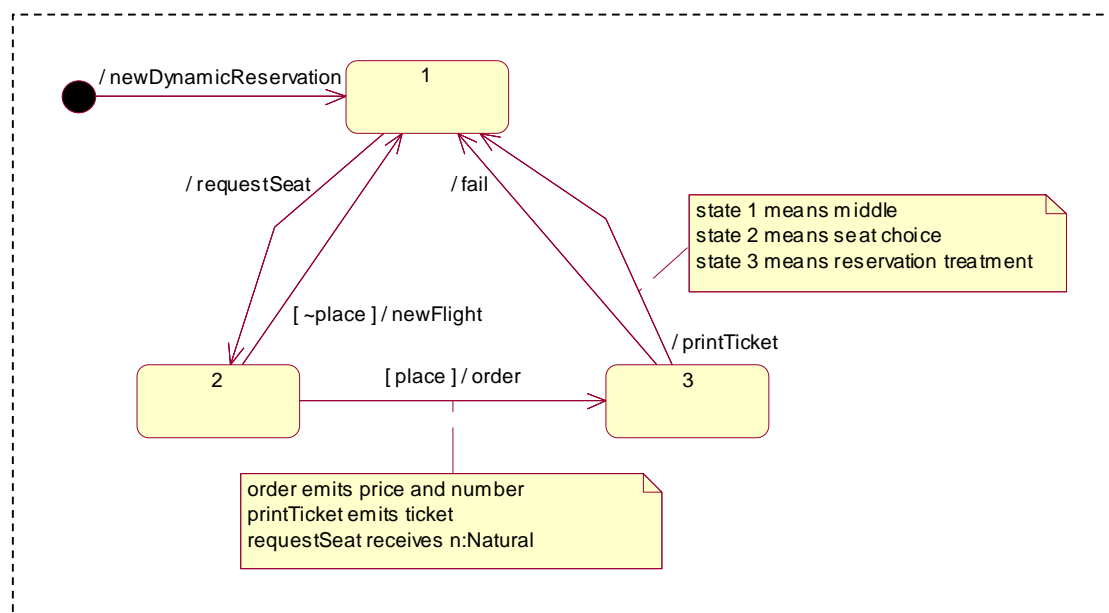 / newDynamicReservation
1
/ requestSeat
/ fail
state 1 means middle
state 2 means seat choice
state 3 means reservation treatment
[ ~place ] / newFlight
/ printTicket
2
[ place ] / order
3
order emits price and number
printTicket emits ticket
requestSeat receives n:Natural